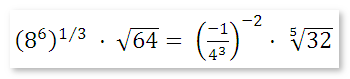 (8⁶)^{1/3} · √64 = (−1/4³)^{−2} · ⁵√32